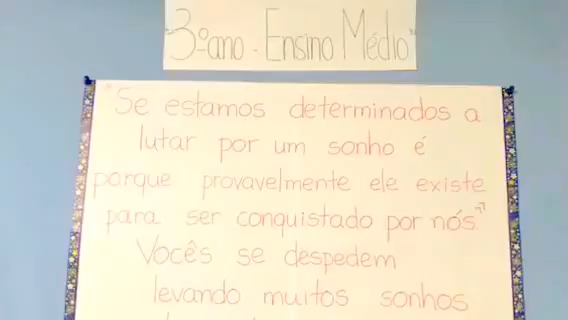 "3º ano - Ensino Médio"
"Se estamos determinados a
lutar por um sonho é
parque provavelmente ele existe
para ser conquistado por nós."
Vocês se despedem
levando muitos sonhos